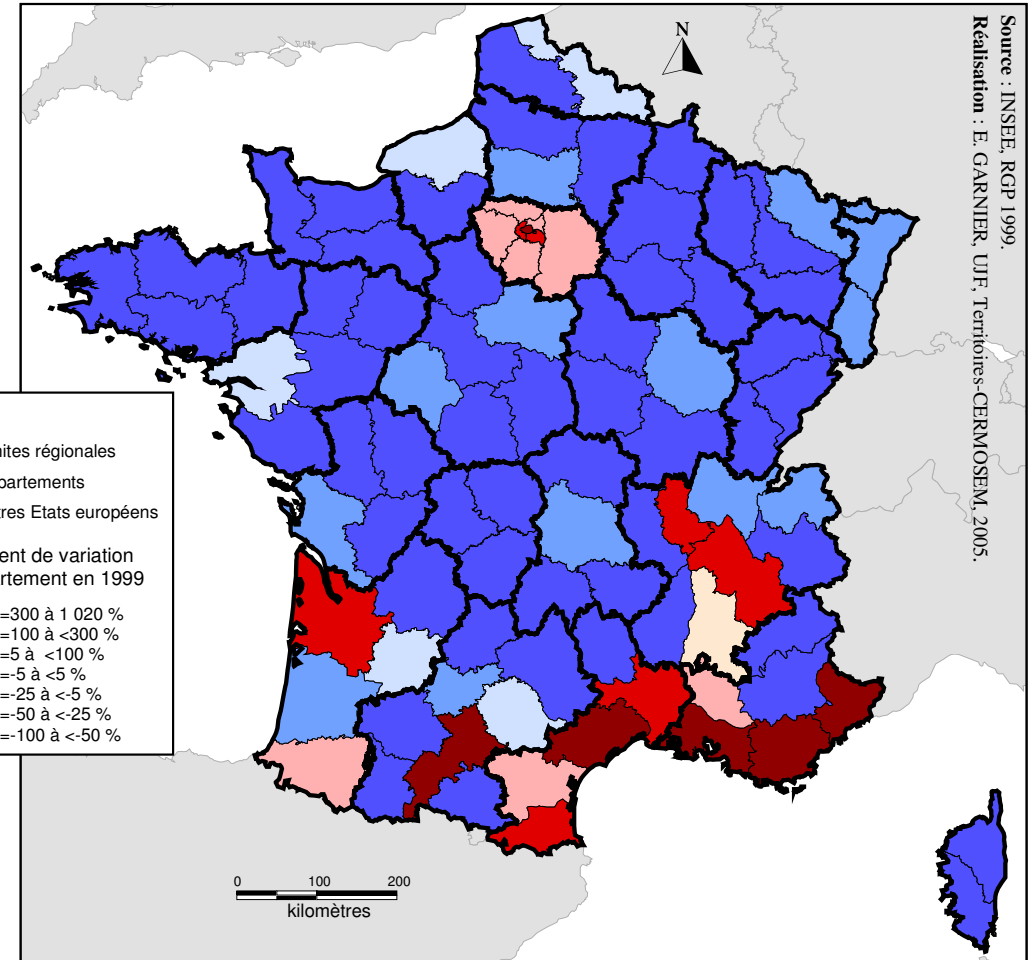 Source : INSEE, RGP 1999.
Réalisation : E. GARNIER, UJF, Territoires-CERMOSEM, 2005.
N
ites régionales
partements
tres Etats européens
ent de variation
rtement en 1999
=300 à 1 020 %
=100 à <300 %
=5 à <100 %
=-5 à <5 %
=-25 à <-5 %
=-50 à <-25 %
=-100 à <-50 %
0 100 200
kilomètres